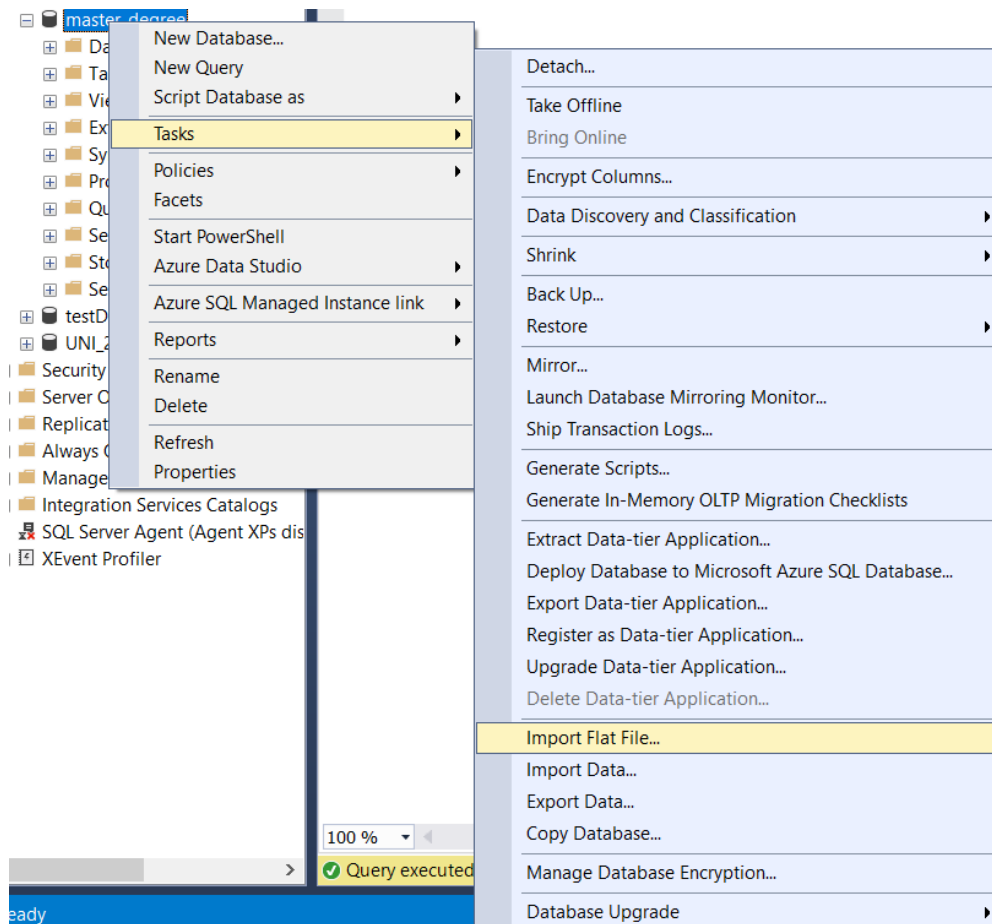 master_degree
New Database...
New Query
Script Database as
Tasks
Policies
Facets
Start PowerShell
Azure Data Studio
Azure SQL Managed Instance link
Reports
Rename
Delete
Refresh
Properties
Da
Ta
Vie
Ex
Sy
Pro
Qu
Se
Sto
Se
testD
UNI_2
Security
Server O
Replicat
Always
Manage
Integration Services Catalogs
SQL Server Agent (Agent XPs dis
XEvent Profiler
Detach...
Take Offline
Bring Online
Encrypt Columns...
Data Discovery and Classification
Shrink
Back Up...
Restore
Mirror...
Launch Database Mirroring Monitor...
Ship Transaction Logs...
Generate Scripts...
Generate In-Memory OLTP Migration Checklists
Extract Data-tier Application...
Deploy Database to Microsoft Azure SQL Database...
Export Data-tier Application...
Register as Data-tier Application...
Upgrade Data-tier Application...
Delete Data-tier Application...
Import Flat File...
Import Data...
Export Data...
Copy Database...
Manage Database Encryption...
Database Upgrade
100 %
Query executed
eady